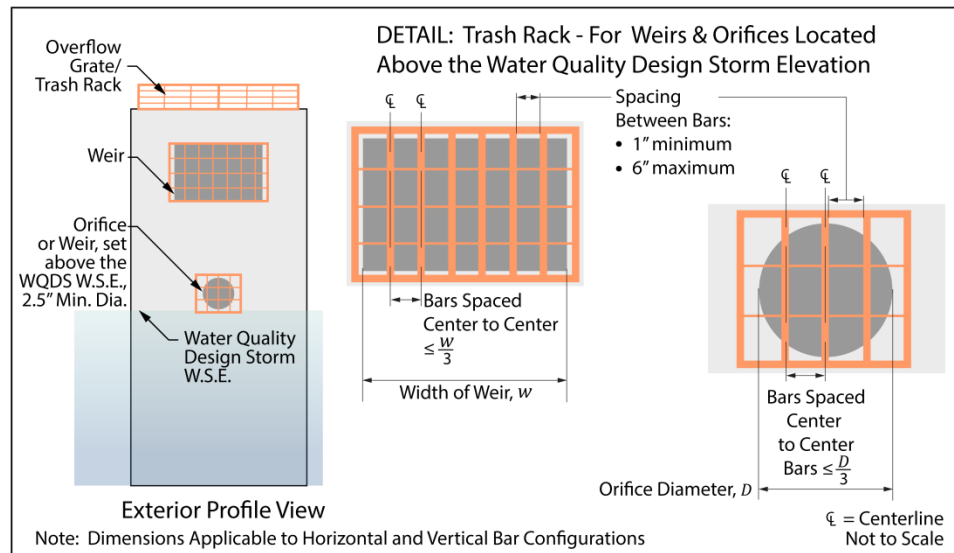 DETAIL: Trash Rack - For Weirs & Orifices Located
Above the Water Quality Design Storm Elevation
Overflow
Grate/
Trash Rack
Weir
Orifice
or Weir, set
above the
WQDS W.S.E.,
2.5” Min. Dia.
Water Quality
Design Storm
W.S.E.
Exterior Profile View
℄ ℄
Spacing
Between Bars:
• 1” minimum
• 6” maximum
Bars Spaced
Center to Center
≤ w/3
Width of Weir, w
℄ ℄
Bars Spaced
Center
to Center
Bars ≤ D/3
Orifice Diameter, D
℄ = Centerline
Not to Scale
Note: Dimensions Applicable to Horizontal and Vertical Bar Configurations